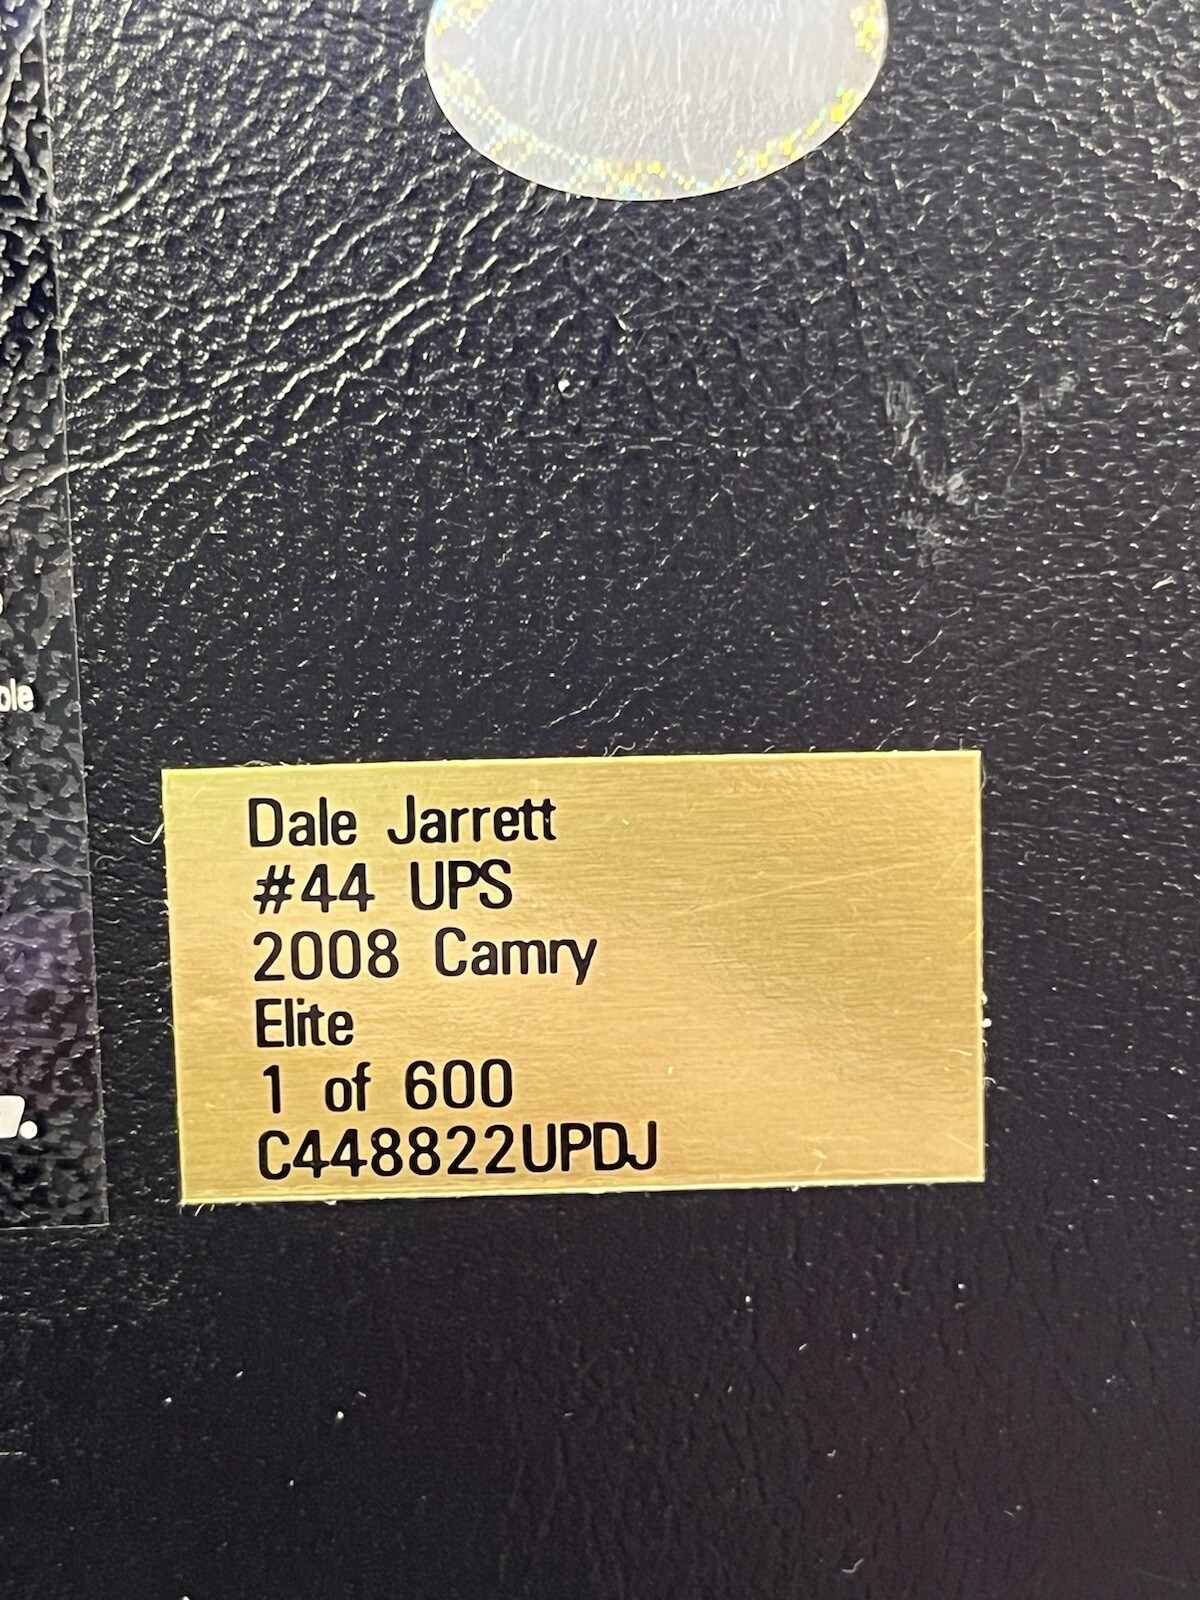 Dale Jarrett
#44 UPS
2008 Camry
Elite
1 of 600
C448822UPDJ